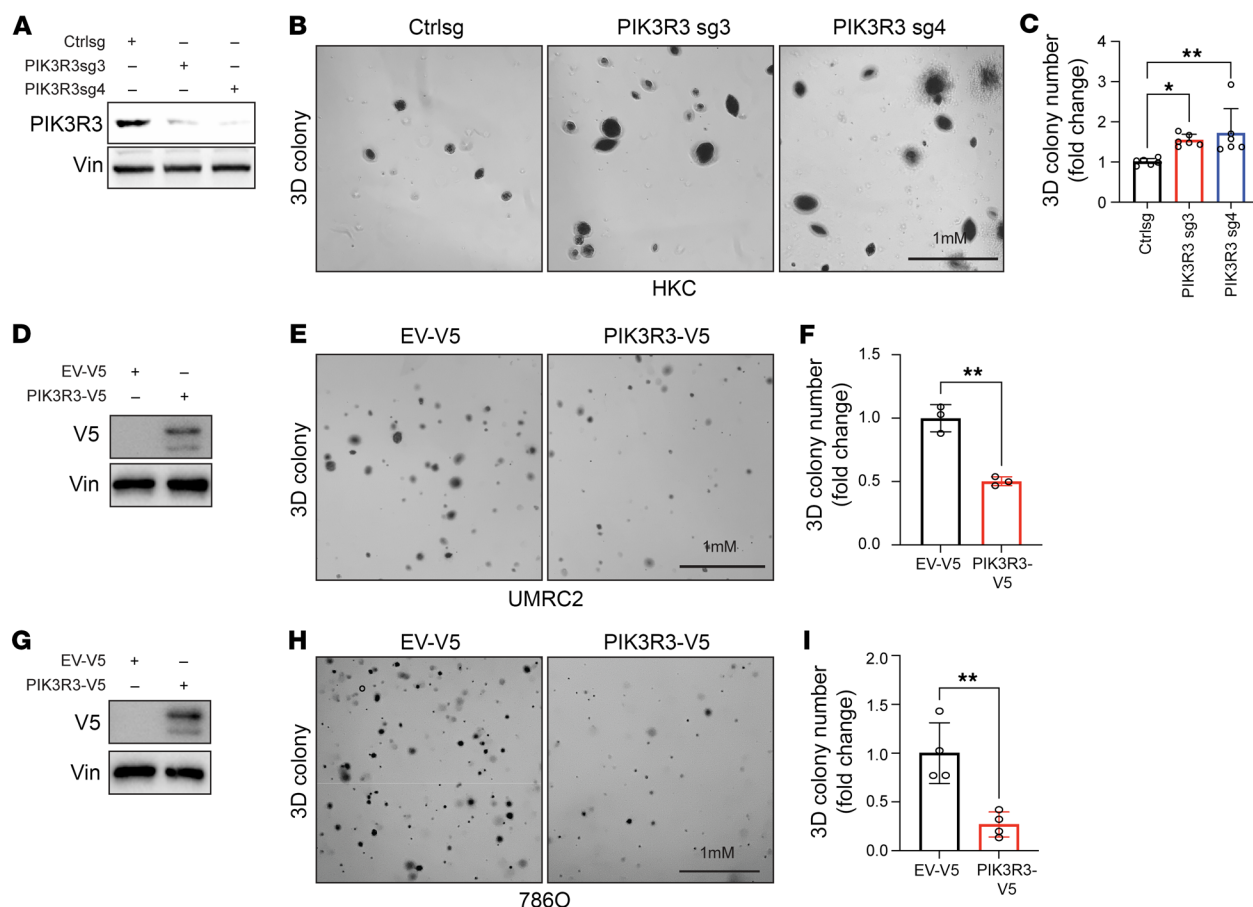 A
Ctrlsg + – –
PIK3R3sg3 – + –
PIK3R3sg4 – – +
PIK3R3
Vin
B
Ctrlsg
PIK3R3 sg3
PIK3R3 sg4
3D colony
1mM
HKC
C
3D colony number
(fold change)
4
3
2
1
0
*
**
Ctrlsg
PIK3R3 sg3
PIK3R3 sg4
D
EV-V5 + –
PIK3R3-V5 – +
V5
Vin
E
EV-V5
PIK3R3-V5
3D colony
1mM
UMRC2
F
3D colony number
(fold change)
1.5
1.0
0.5
0.0
**
EV-V5
PIK3R3-
V5
G
EV-V5 + –
PIK3R3-V5 – +
V5
Vin
H
EV-V5
PIK3R3-V5
3D colony
1mM
786O
I
3D colony number
(fold change)
2.0
1.5
1.0
0.5
0.0
**
EV-V5
PIK3R3-
V5